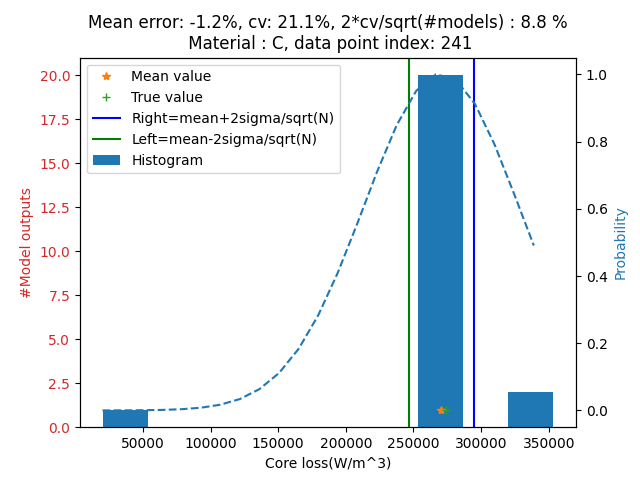 Mean error: -1.2%, cv: 21.1%, 2*cv/sqrt(#models) : 8.8 %
Material : C, data point index: 241
Mean value
True value
Right=mean+2sigma/sqrt(N)
Left=mean-2sigma/sqrt(N)
Histogram
#Model outputs
20.0
17.5
15.0
12.5
10.0
7.5
5.0
2.5
0.0
1.0
0.8
0.6
0.4
0.2
0.0
Probability
50000 100000 150000 200000 250000 300000 350000
Core loss(W/m^3)